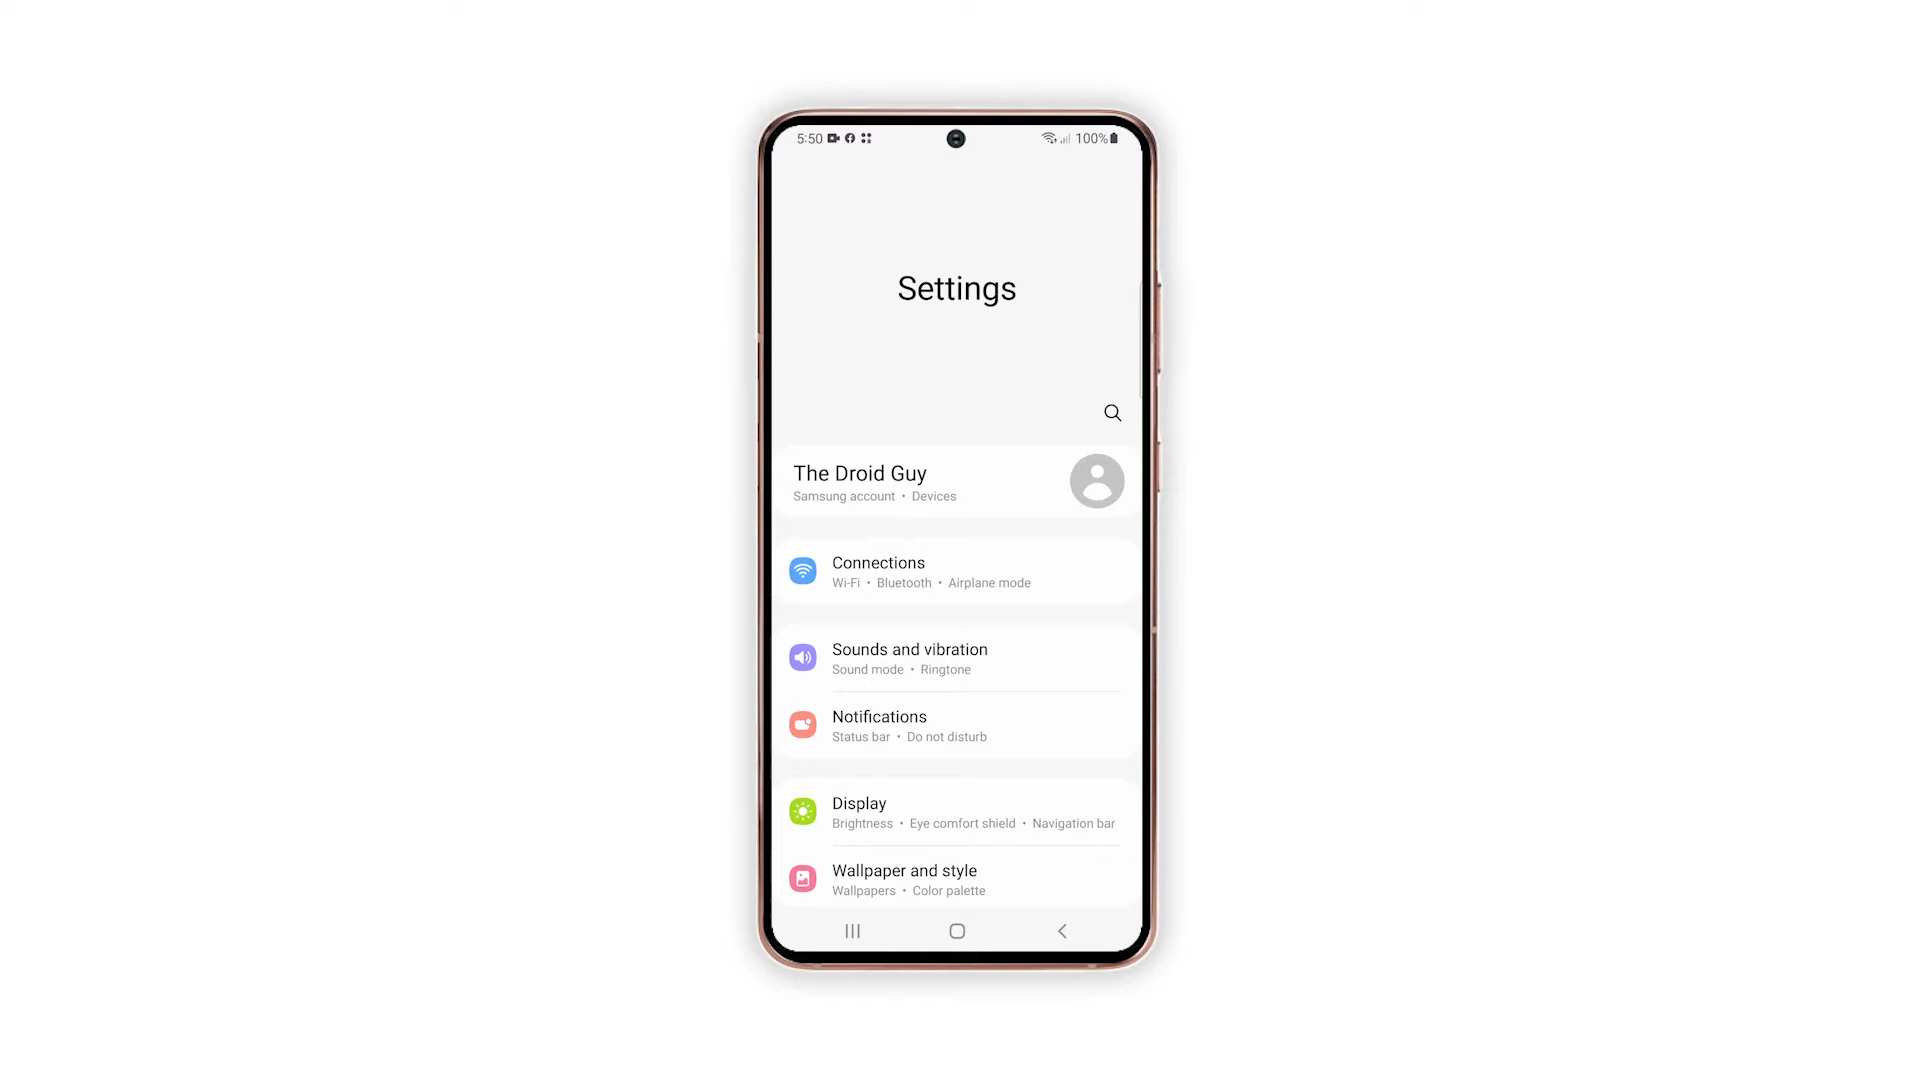 5:50 100%
Settings
The Droid Guy
Samsung account • Devices
Connections
Wi-Fi • Bluetooth • Airplane mode
Sounds and vibration
Sound mode • Ringtone
Notifications
Status bar • Do not disturb
Display
Brightness • Eye comfort shield • Navigation bar
Wallpaper and style
Wallpapers • Color palette